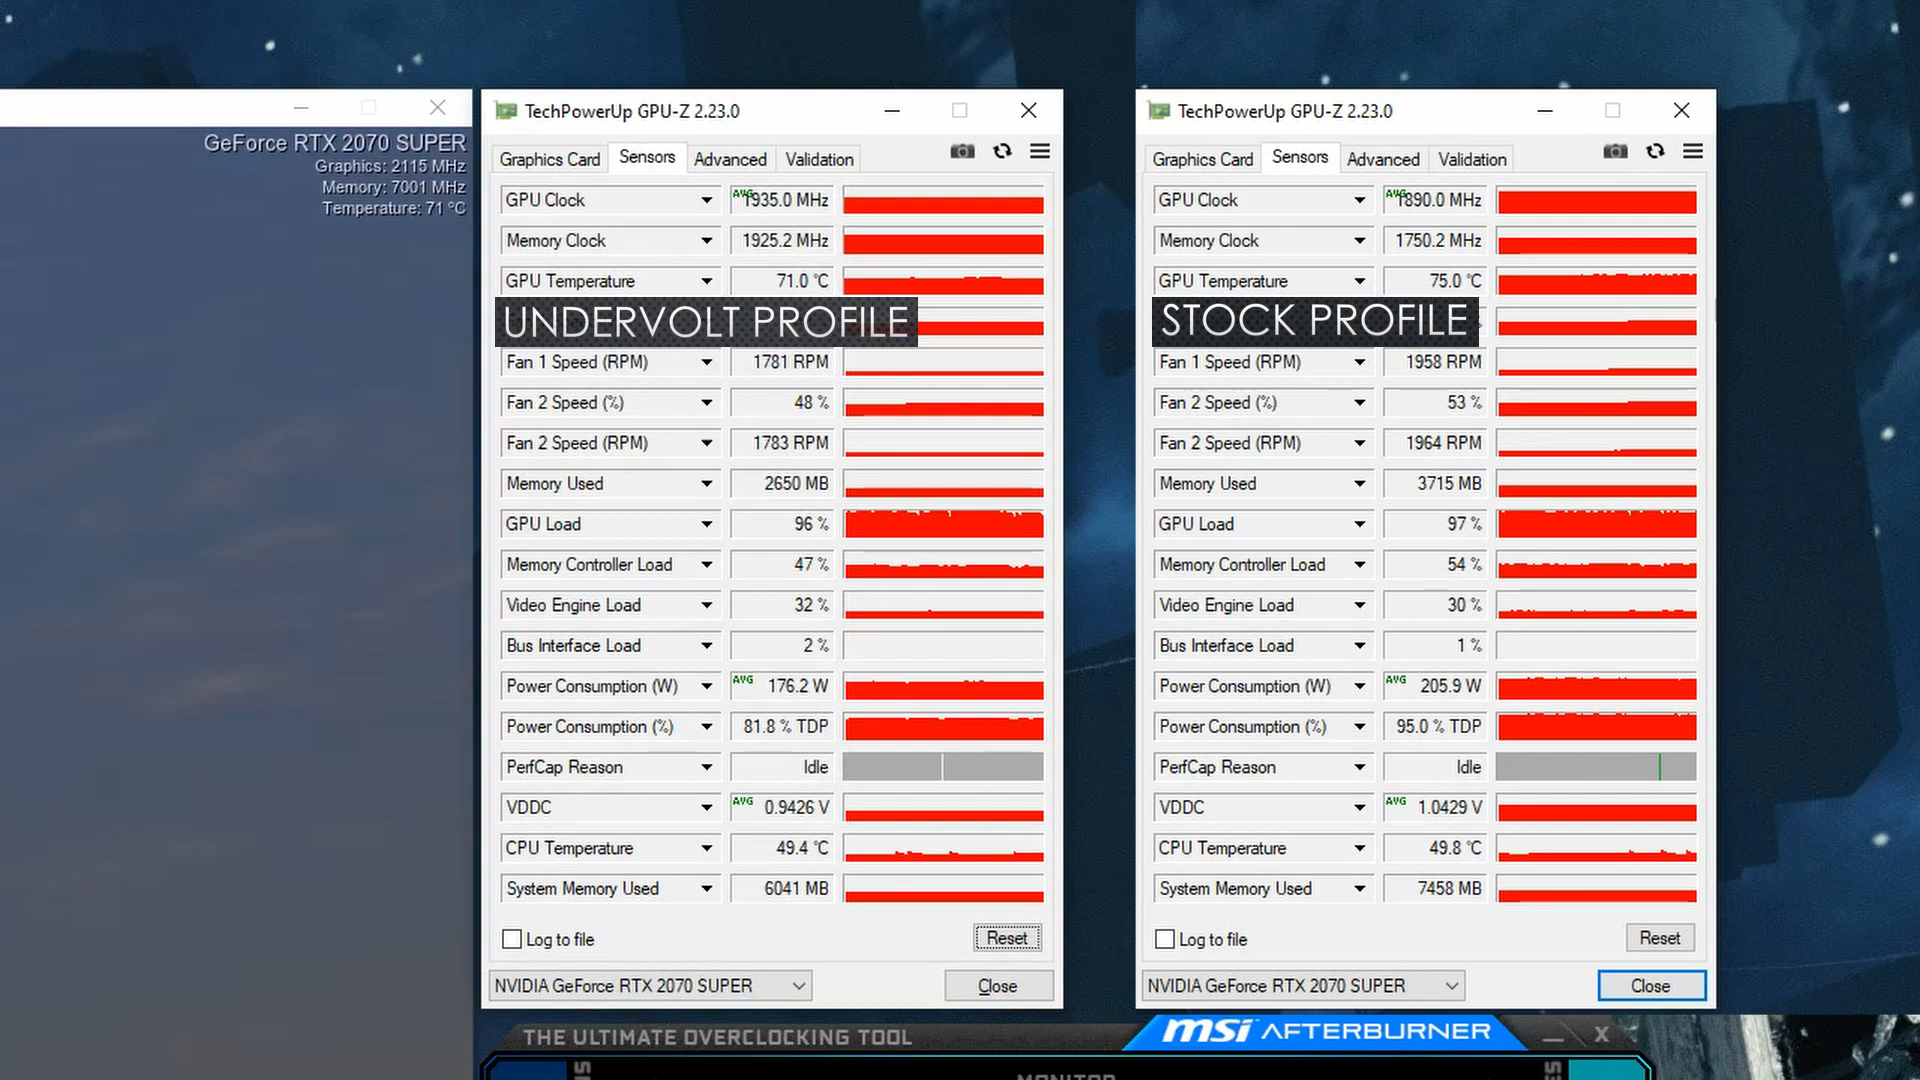 GeForce RTX 2070 SUPER
Graphics: 2115 MHz
Memory: 7001 MHz
Temperature: 71 °C
TechPowerUp GPU-Z 2.23.0
Graphics Card Sensors Advanced Validation
GPU Clock AVG 1935.0 MHz
Memory Clock 1925.2 MHz
GPU Temperature 71.0 °C
UNDERVOLT PROFILE
Fan 1 Speed (RPM) 1781 RPM
Fan 2 Speed (%) 48 %
Fan 2 Speed (RPM) 1783 RPM
Memory Used 2650 MB
GPU Load 96 %
Memory Controller Load 47 %
Video Engine Load 32 %
Bus Interface Load 2 %
Power Consumption (W) AVG 176.2 W
Power Consumption (%) 81.8 % TDP
PerfCap Reason Idle
VDDC AVG 0.9426 V
CPU Temperature 49.4 °C
System Memory Used 6041 MB
Log to file Reset
NVIDIA GeForce RTX 2070 SUPER Close
TechPowerUp GPU-Z 2.23.0
Graphics Card Sensors Advanced Validation
GPU Clock AVG 1890.0 MHz
Memory Clock 1750.2 MHz
GPU Temperature 75.0 °C
STOCK PROFILE
Fan 1 Speed (RPM) 1958 RPM
Fan 2 Speed (%) 53 %
Fan 2 Speed (RPM) 1964 RPM
Memory Used 3715 MB
GPU Load 97 %
Memory Controller Load 54 %
Video Engine Load 30 %
Bus Interface Load 1 %
Power Consumption (W) AVG 205.9 W
Power Consumption (%) 95.0 % TDP
PerfCap Reason Idle
VDDC AVG 1.0429 V
CPU Temperature 49.8 °C
System Memory Used 7458 MB
Log to file Reset
NVIDIA GeForce RTX 2070 SUPER Close
THE ULTIMATE OVERCLOCKING TOOL
msi AFTERBURNER
MONITOR